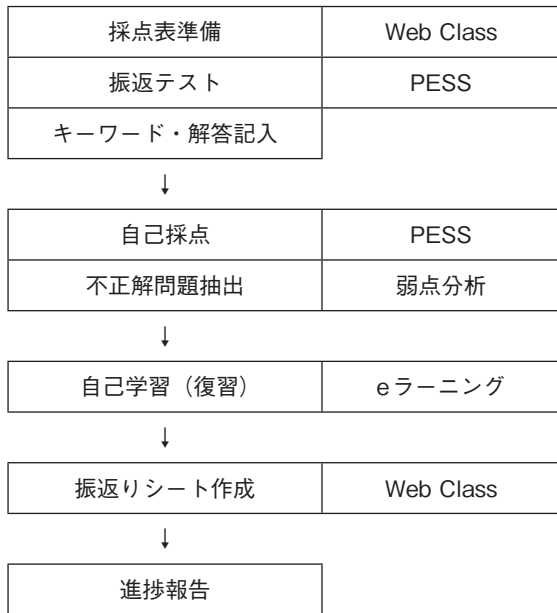 採点表準備 Web Class
振返テスト PESS
キーワード・解答記入
↓
自己採点 PESS
不正解問題抽出 弱点分析
↓
自己学習（復習） eラーニング
↓
振返りシート作成 Web Class
↓
進捗報告